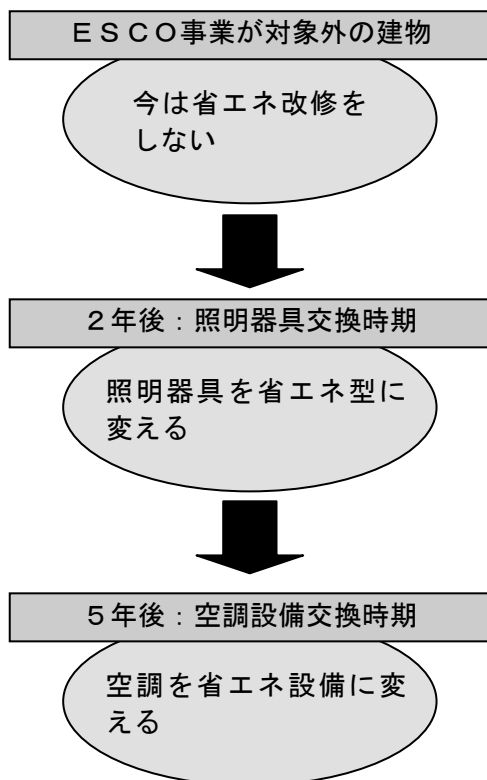 ＥＳＣＯ事業が対象外の建物
今は省エネ改修を
しない
２年後：照明器具交換時期
照明器具を省エネ型に
変える
５年後：空調設備交換時期
空調を省エネ設備に変
える